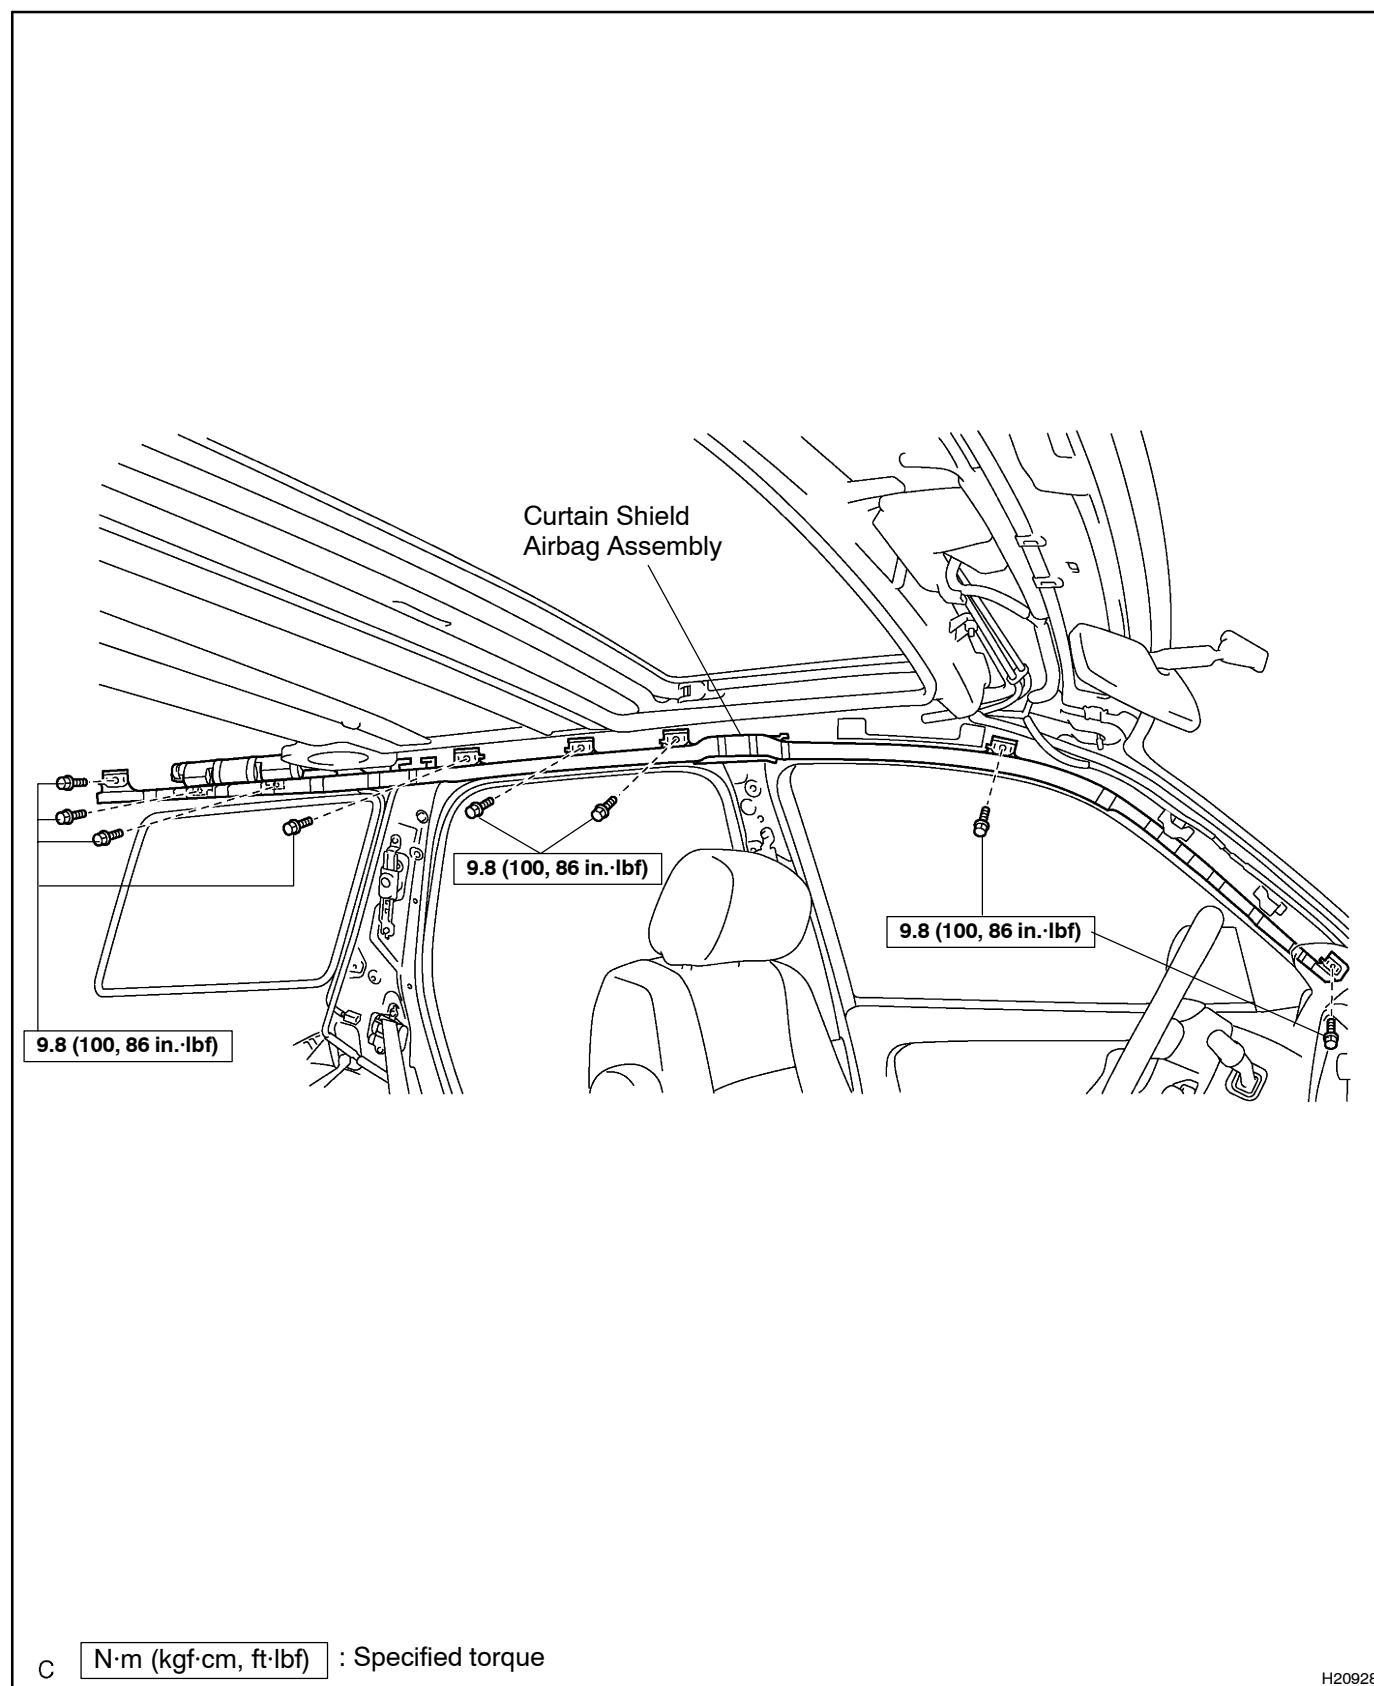 Curtain Shield
Airbag Assembly
9.8 (100, 86 in.·lbf)
9.8 (100, 86 in.·lbf)
9.8 (100, 86 in.·lbf)
C N·m (kgf·cm, ft·lbf) : Specified torque
H20928